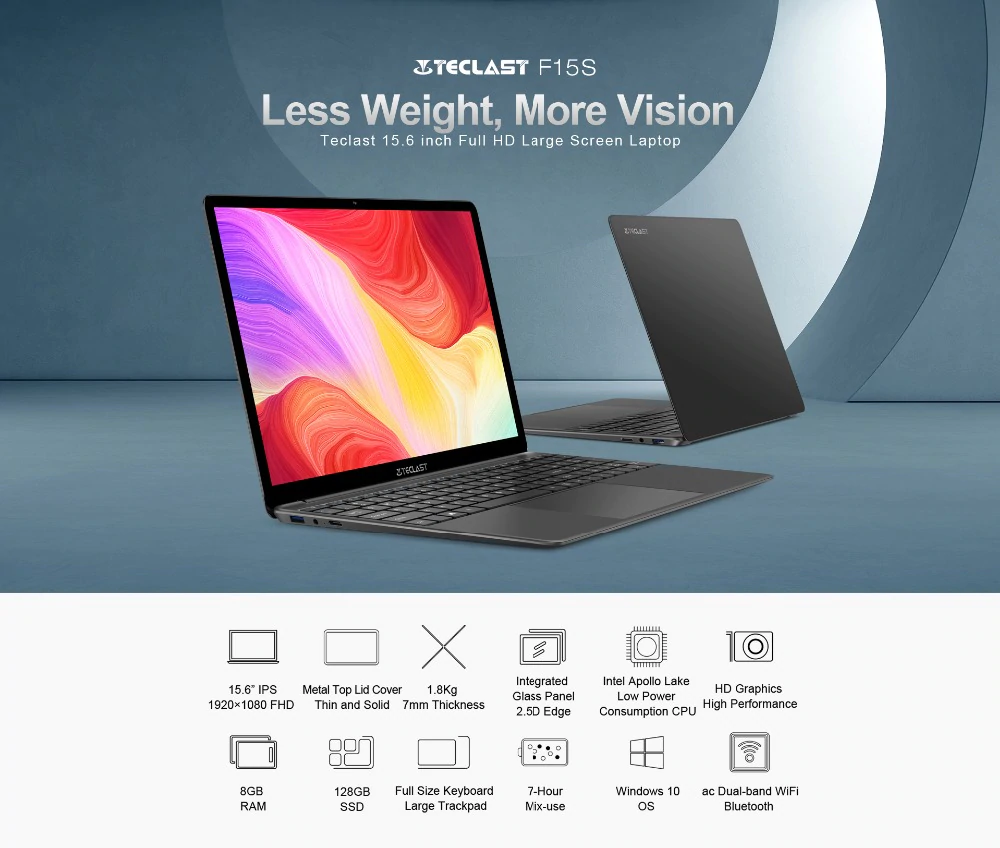 TECLAST F15S
Less Weight, More Vision
Teclast 15.6 inch Full HD Large Screen Laptop
TECLAST
TECLAST
15.6" IPS
1920×1080 FHD
Metal Top Lid Cover
Thin and Solid
1.8Kg
7mm Thickness
Integrated
Glass Panel
2.5D Edge
Intel Apollo Lake
Low Power
Consumption CPU
HD Graphics
High Performance
8GB
RAM
128GB
SSD
Full Size Keyboard
Large Trackpad
7-Hour
Mix-use
Windows 10
OS
ac Dual-band WiFi
Bluetooth